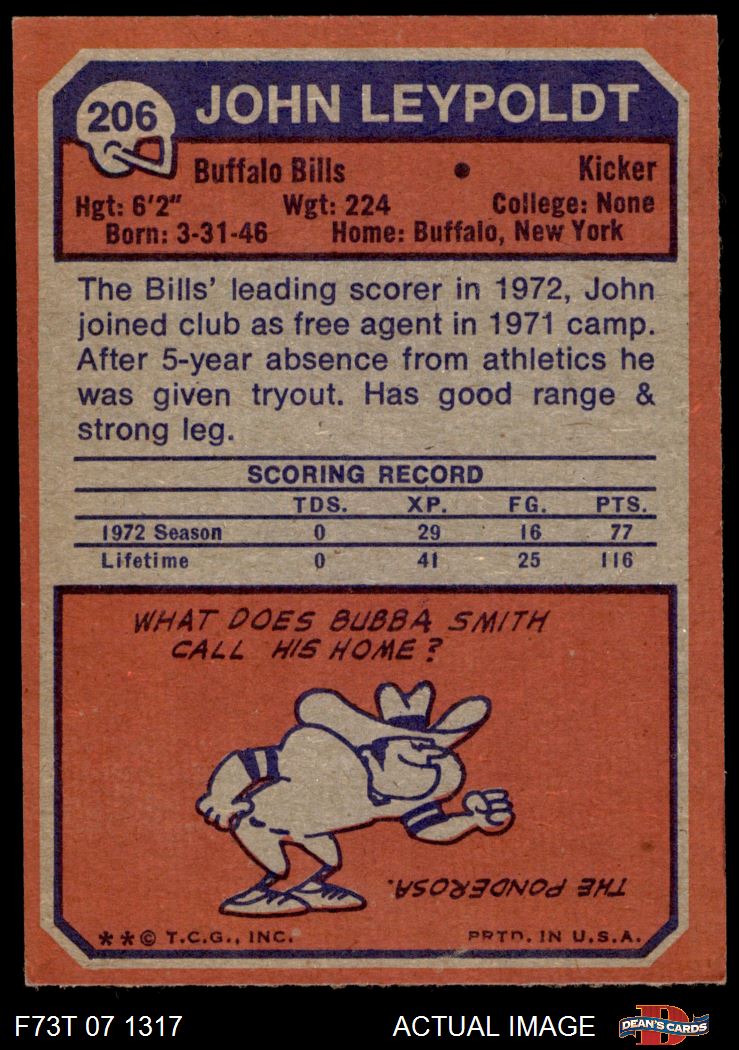 206 JOHN LEYPOLDT
Buffalo Bills • Kicker
Hgt: 6'2" Wgt: 224 College: None
Born: 3-31-46 Home: Buffalo, New York
The Bills' leading scorer in 1972, John
joined club as free agent in 1971 camp.
After 5-year absence from athletics he
was given tryout. Has good range &
strong leg.
SCORING RECORD
TDS. XP. FG. PTS.
1972 Season 0 29 16 77
Lifetime 0 41 25 116
WHAT DOES BUBBA SMITH
CALL HIS HOME?
THE PONDEROSA.
**© T.C.G., INC. PRTD. IN U.S.A.
F73T 07 1317 ACTUAL IMAGE D DEAN'S CARDS